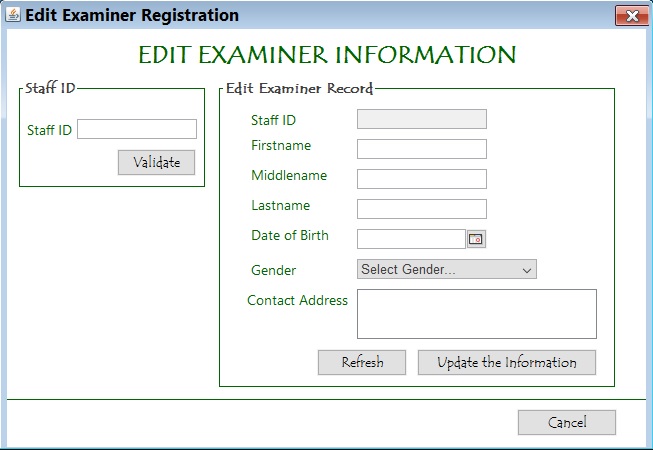 Edit Examiner Registration
EDIT EXAMINER INFORMATION
Staff ID
Staff ID
Validate
Edit Examiner Record
Staff ID
Firstname
Middlename
Lastname
Date of Birth
Gender
Select Gender...
Contact Address
Refresh
Update the Information
Cancel